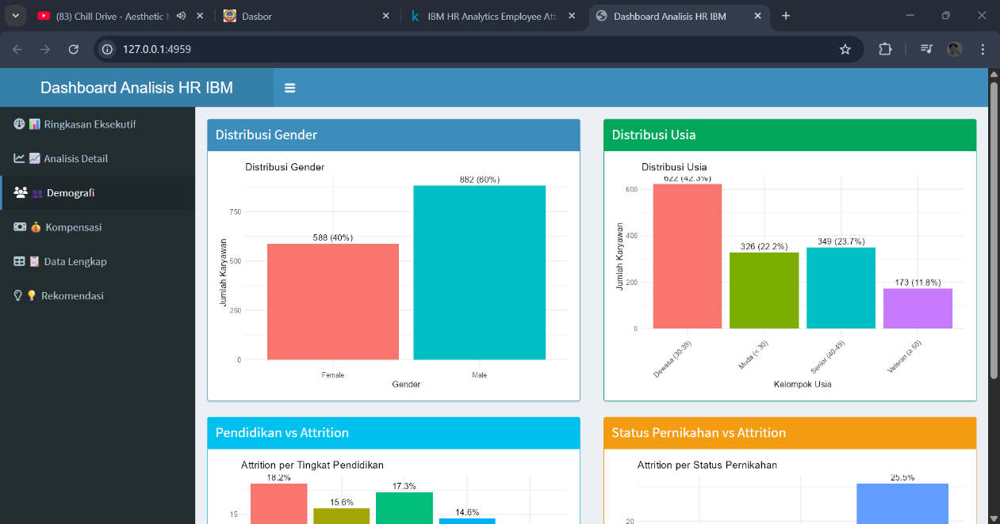 (83) Chill Drive - Aesthetic M
Dasbor
IBM HR Analytics Employee Att
Dashboard Analisis HR IBM
127.0.0.1:4959
Dashboard Analisis HR IBM
Ringkasan Eksekutif
Analisis Detail
Demografi
Kompensasi
Data Lengkap
Rekomendasi
Distribusi Gender
Distribusi Gender
882 (60%)
588 (40%)
750
500
250
0
Jumlah Karyawan
Female
Male
Gender
Distribusi Usia
Distribusi Usia
622 (42.3%)
326 (22.2%)
349 (23.7%)
173 (11.8%)
600
400
200
0
Jumlah Karyawan
Dewasa (30-39)
Muda (< 30)
Senior (40-49)
Veteran (≥ 50)
Kelompok Usia
Pendidikan vs Attrition
Attrition per Tingkat Pendidikan
18.2%
15.6%
17.3%
14.6%
15
Status Pernikahan vs Attrition
Attrition per Status Pernikahan
25.5%
20